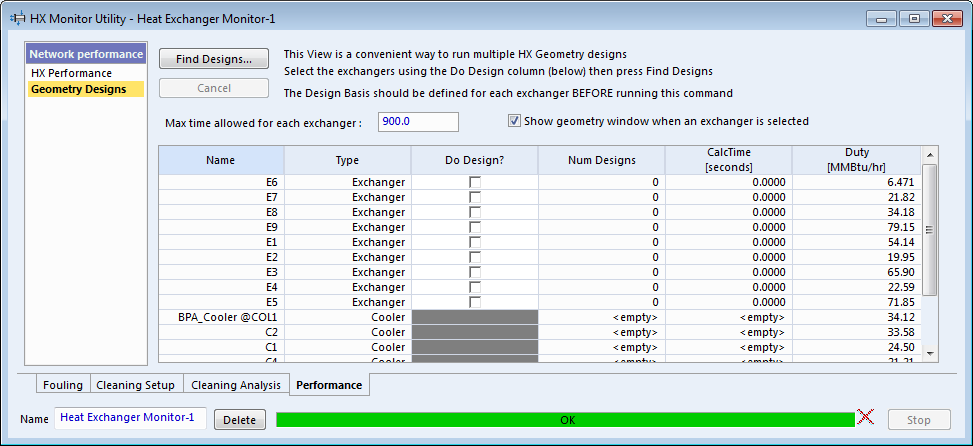 HX Monitor Utility - Heat Exchanger Monitor-1
Network performance
HX Performance
Geometry Designs
Find Designs...
Cancel
This View is a convenient way to run multiple HX Geometry designs
Select the exchangers using the Do Design column (below) then press Find Designs
The Design Basis should be defined for each exchanger BEFORE running this command
Max time allowed for each exchanger : 900.0 Show geometry window when an exchanger is selected
Name Type Do Design? Num Designs CalcTime [seconds] Duty [MMBtu/hr]
E6 Exchanger 0 0.0000 6.471
E7 Exchanger 0 0.0000 21.82
E8 Exchanger 0 0.0000 34.18
E9 Exchanger 0 0.0000 79.15
E1 Exchanger 0 0.0000 54.14
E2 Exchanger 0 0.0000 19.95
E3 Exchanger 0 0.0000 65.90
E4 Exchanger 0 0.0000 22.59
E5 Exchanger 0 0.0000 71.85
BPA_Cooler @COL1 Cooler <empty> <empty> 34.12
C2 Cooler <empty> <empty> 33.58
C1 Cooler <empty> <empty> 24.50
C4 Cooler <empty> <empty>
Fouling Cleaning Setup Cleaning Analysis Performance
Name Heat Exchanger Monitor-1 Delete OK Stop